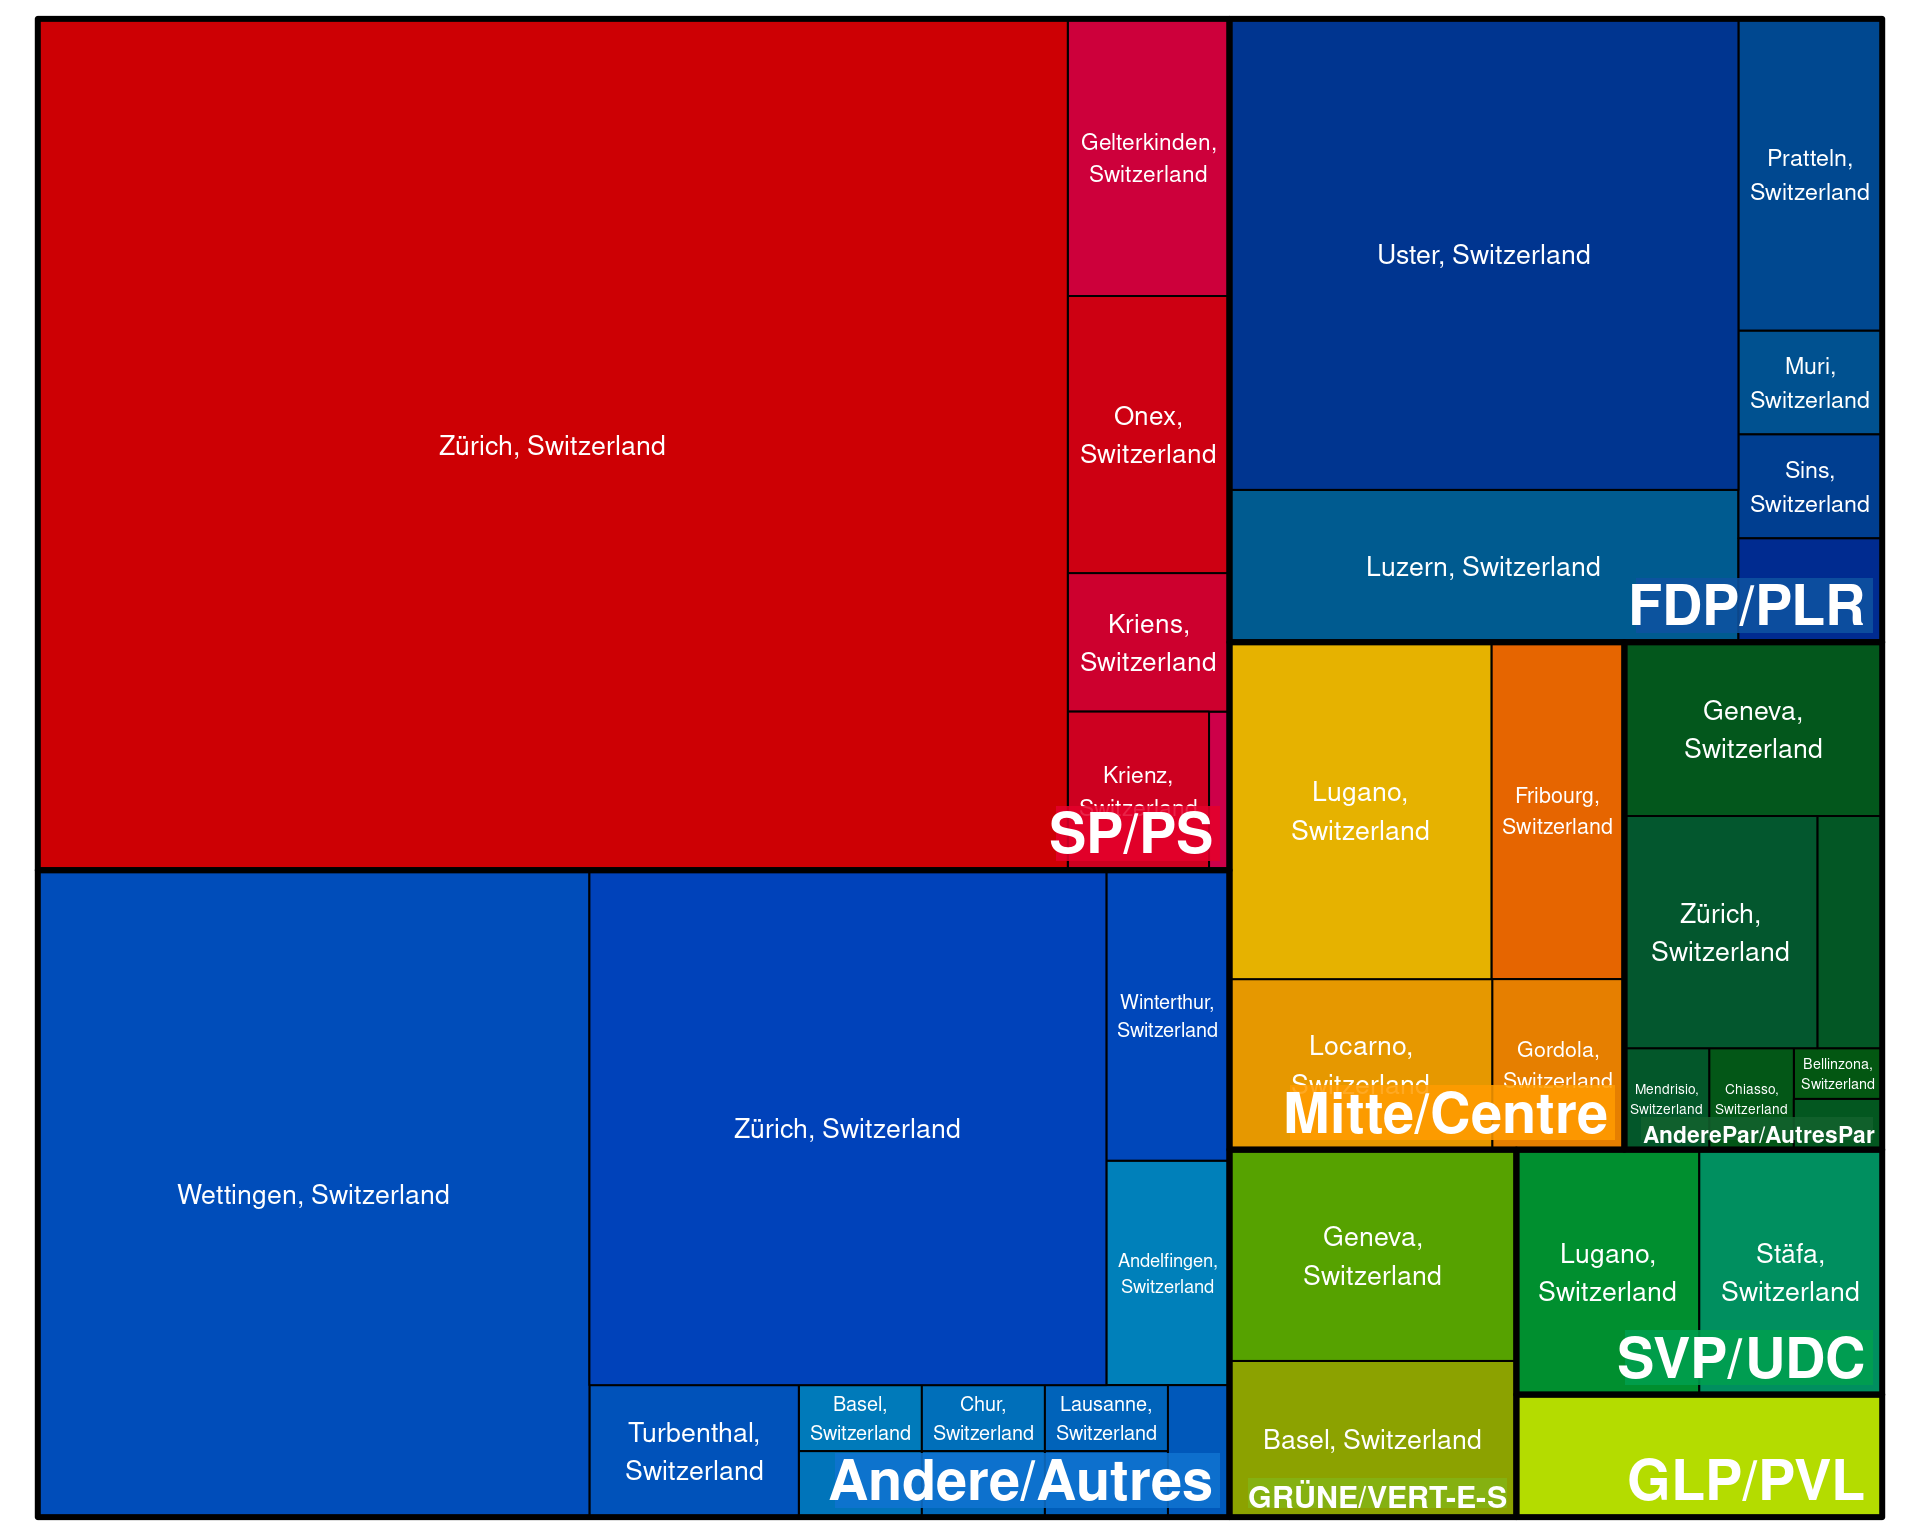 Zürich, Switzerland
Gelterkinden,
Switzerland
Onex,
Switzerland
Kriens,
Switzerland
Krienz,
Switzerland
SP/PS
Uster, Switzerland
Pratteln,
Switzerland
Muri,
Switzerland
Sins,
Switzerland
Luzern, Switzerland
FDP/PLR
Lugano,
Switzerland
Fribourg,
Switzerland
Locarno,
Switzerland
Gordola,
Switzerland
Mitte/Centre
Geneva,
Switzerland
Zürich,
Switzerland
Mendrisio,
Switzerland
Chiasso,
Switzerland
Bellinzona,
Switzerland
AnderePar/AutresPar
Wettingen, Switzerland
Zürich, Switzerland
Winterthur,
Switzerland
Andelfingen,
Switzerland
Turbenthal,
Switzerland
Basel,
Switzerland
Chur,
Switzerland
Lausanne,
Switzerland
Andere/Autres
Geneva,
Switzerland
Basel, Switzerland
GRÜNE/VERT-E-S
Lugano,
Switzerland
Stäfa,
Switzerland
SVP/UDC
GLP/PVL